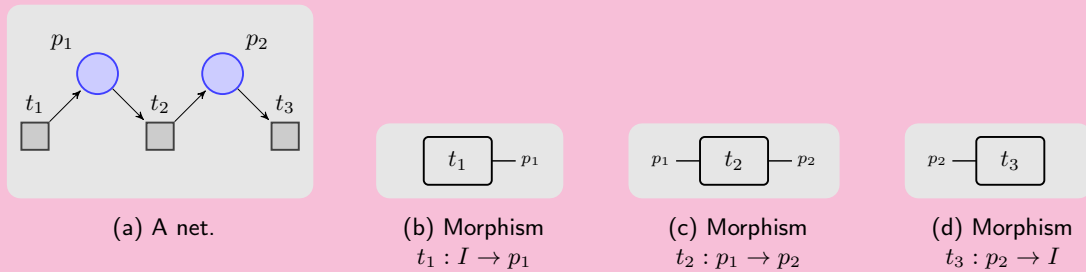 p₁ p₂
t₁ t₂ t₃
(a) A net.
t₁ p₁
(b) Morphism
t₁ : I → p₁
p₁ t₂ p₂
(c) Morphism
t₂ : p₁ → p₂
p₂ t₃
(d) Morphism
t₃ : p₂ → I